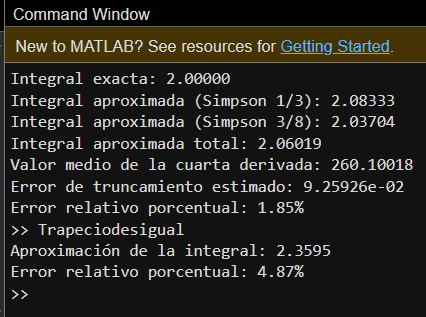 Command Window
New to MATLAB? See resources for Getting Started.
Integral exacta: 2.00000
Integral aproximada (Simpson 1/3): 2.08333
Integral aproximada (Simpson 3/8): 2.03704
Integral aproximada total: 2.06019
Valor medio de la cuarta derivada: 260.10018
Error de truncamiento estimado: 9.25926e-02
Error relativo porcentual: 1.85%
>> Trapeciodesigual
Aproximación de la integral: 2.3595
Error relativo porcentual: 4.87%
>>